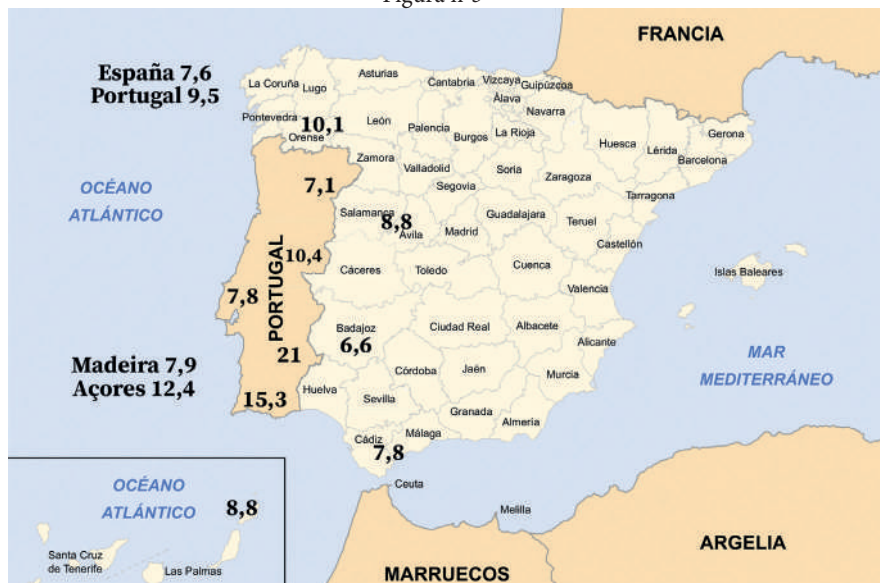 FRANCIA
España 7,6
Portugal 9,5
La Coruña
Lugo
Asturias
Cantabria
Vizcaya
Guipúzcoa
Álava
Navarra
Pontevedra
Orense
10,1
León
Palencia
Burgos
La Rioja
Huesca
Lérida
Gerona
Barcelona
Zamora
Valladolid
Soria
Zaragoza
Segovia
Tarragona
7,1
OCÉANO
ATLÁNTICO
Salamanca
8,8
Ávila
Madrid
Guadalajara
Teruel
Castellón
PORTUGAL
10,4
Cáceres
Toledo
Cuenca
Islas Baleares
7,8
Valencia
Badajoz
6,6
Ciudad Real
Albacete
Alicante
21
Madeira 7,9
Açores 12,4
MAR
MEDITERRÁNEO
15,3
Huelva
Córdoba
Jaén
Murcia
Sevilla
Granada
Almería
Cádiz
Málaga
7,8
Ceuta
Melilla
OCÉANO
ATLÁNTICO
8,8
Santa Cruz
de Tenerife
Las Palmas
MARRUECOS
ARGELIA